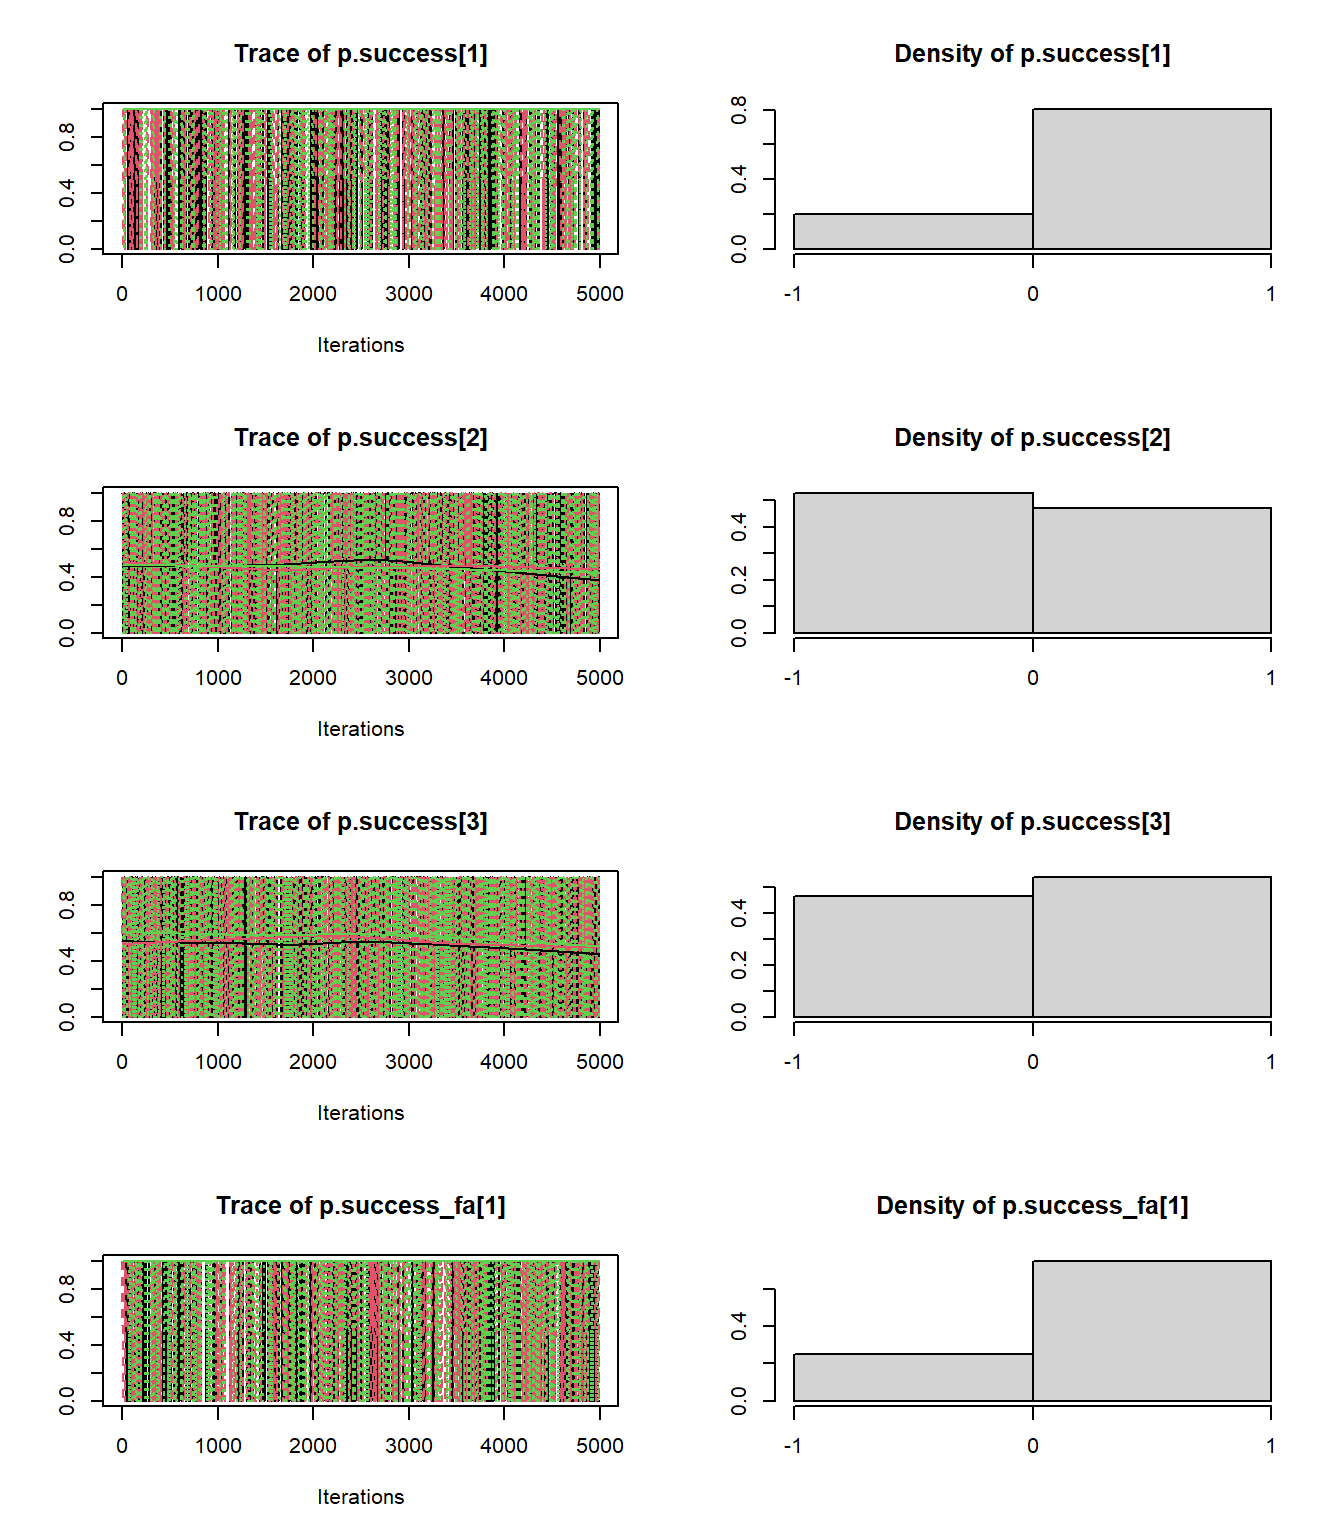 Trace of p.success[1]
Density of p.success[1]
0.0 0.4 0.8
0 1000 2000 3000 4000 5000
Iterations
0.0 0.4 0.8
-1 0 1
Trace of p.success[2]
Density of p.success[2]
0.0 0.4 0.8
0 1000 2000 3000 4000 5000
Iterations
0.0 0.2 0.4
-1 0 1
Trace of p.success[3]
Density of p.success[3]
0.0 0.4 0.8
0 1000 2000 3000 4000 5000
Iterations
0.0 0.2 0.4
-1 0 1
Trace of p.success_fa[1]
Density of p.success_fa[1]
0.0 0.4 0.8
0 1000 2000 3000 4000 5000
Iterations
0.0 0.4
-1 0 1